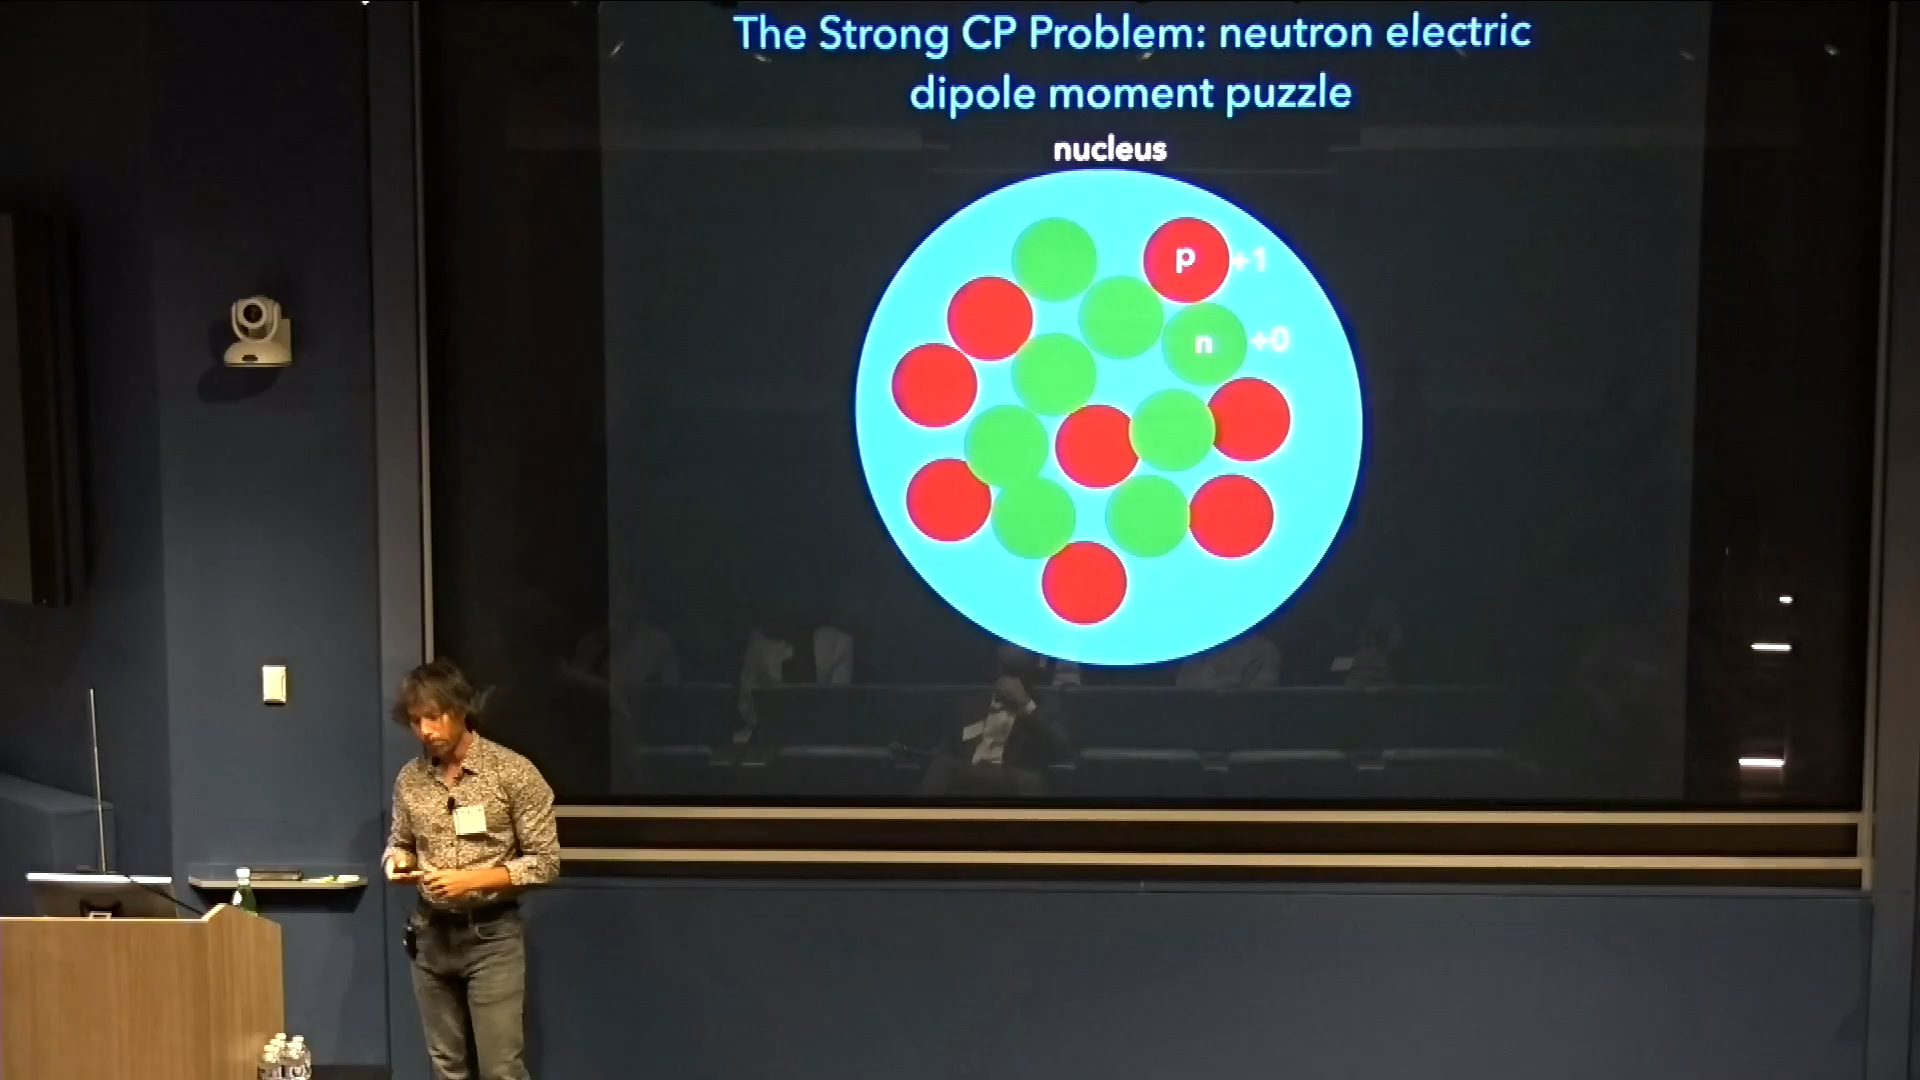 The Strong CP Problem: neutron electric
dipole moment puzzle
nucleus
p +1
n +0